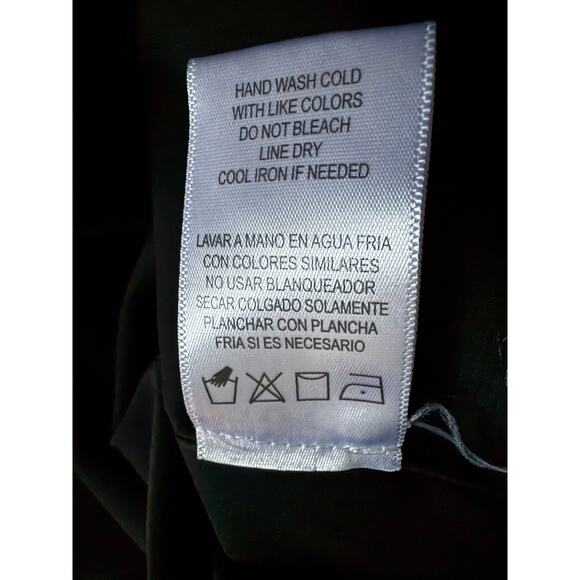 HAND WASH COLD
WITH LIKE COLORS
DO NOT BLEACH
LINE DRY
COOL IRON IF NEEDED
LAVAR A MANO EN AGUA FRIA
CON COLORES SIMILARES
NO USAR BLANQUEADOR
SECAR COLGADO SOLAMENTE
PLANCHAR CON PLANCHA
FRIA SI ES NECESARIO